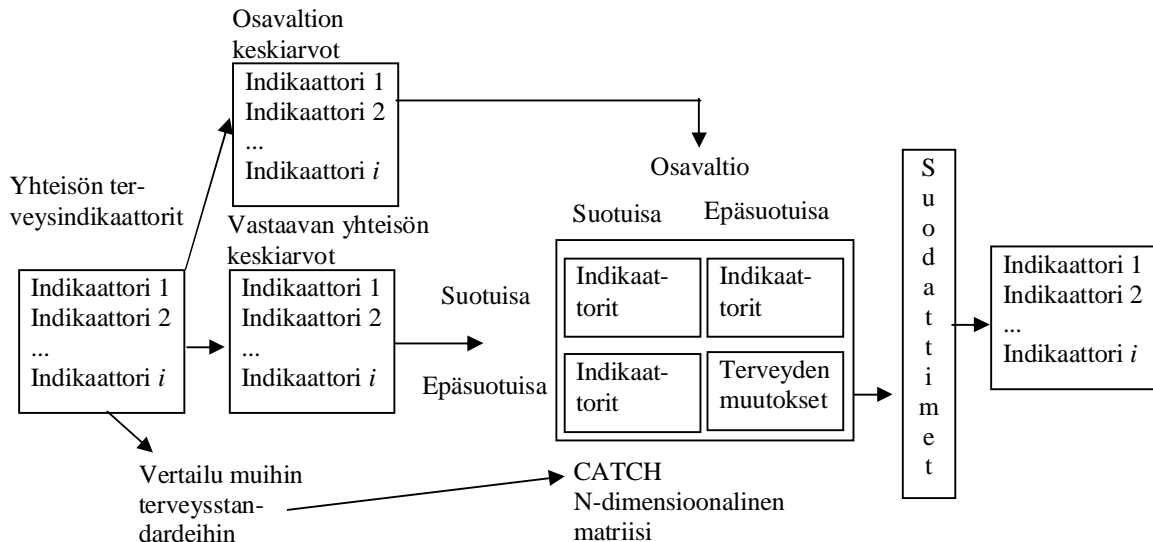 Osavaltion
keskiarvot
Indikaattori 1
Indikaattori 2
...
Indikaattori i
Yhteisön ter-
veysindikaattorit
Indikaattori 1
Indikaattori 2
...
Indikaattori i
Vastaavan yhteisön
keskiarvot
Indikaattori 1
Indikaattori 2
...
Indikaattori i
Vertailu muihin
terveysstan-
dardeihin
Osavaltio
Suotuisa
Epäsuotuisa
Suotuisa
Epäsuotuisa
Indikaat-
torit
Indikaat-
torit
Indikaat-
torit
Terveyden
muutokset
CATCH
N-dimensioonalinen
matriisi
S
u
o
d
a
t
t
i
m
e
t
Indikaattori 1
Indikaattori 2
...
Indikaattori i